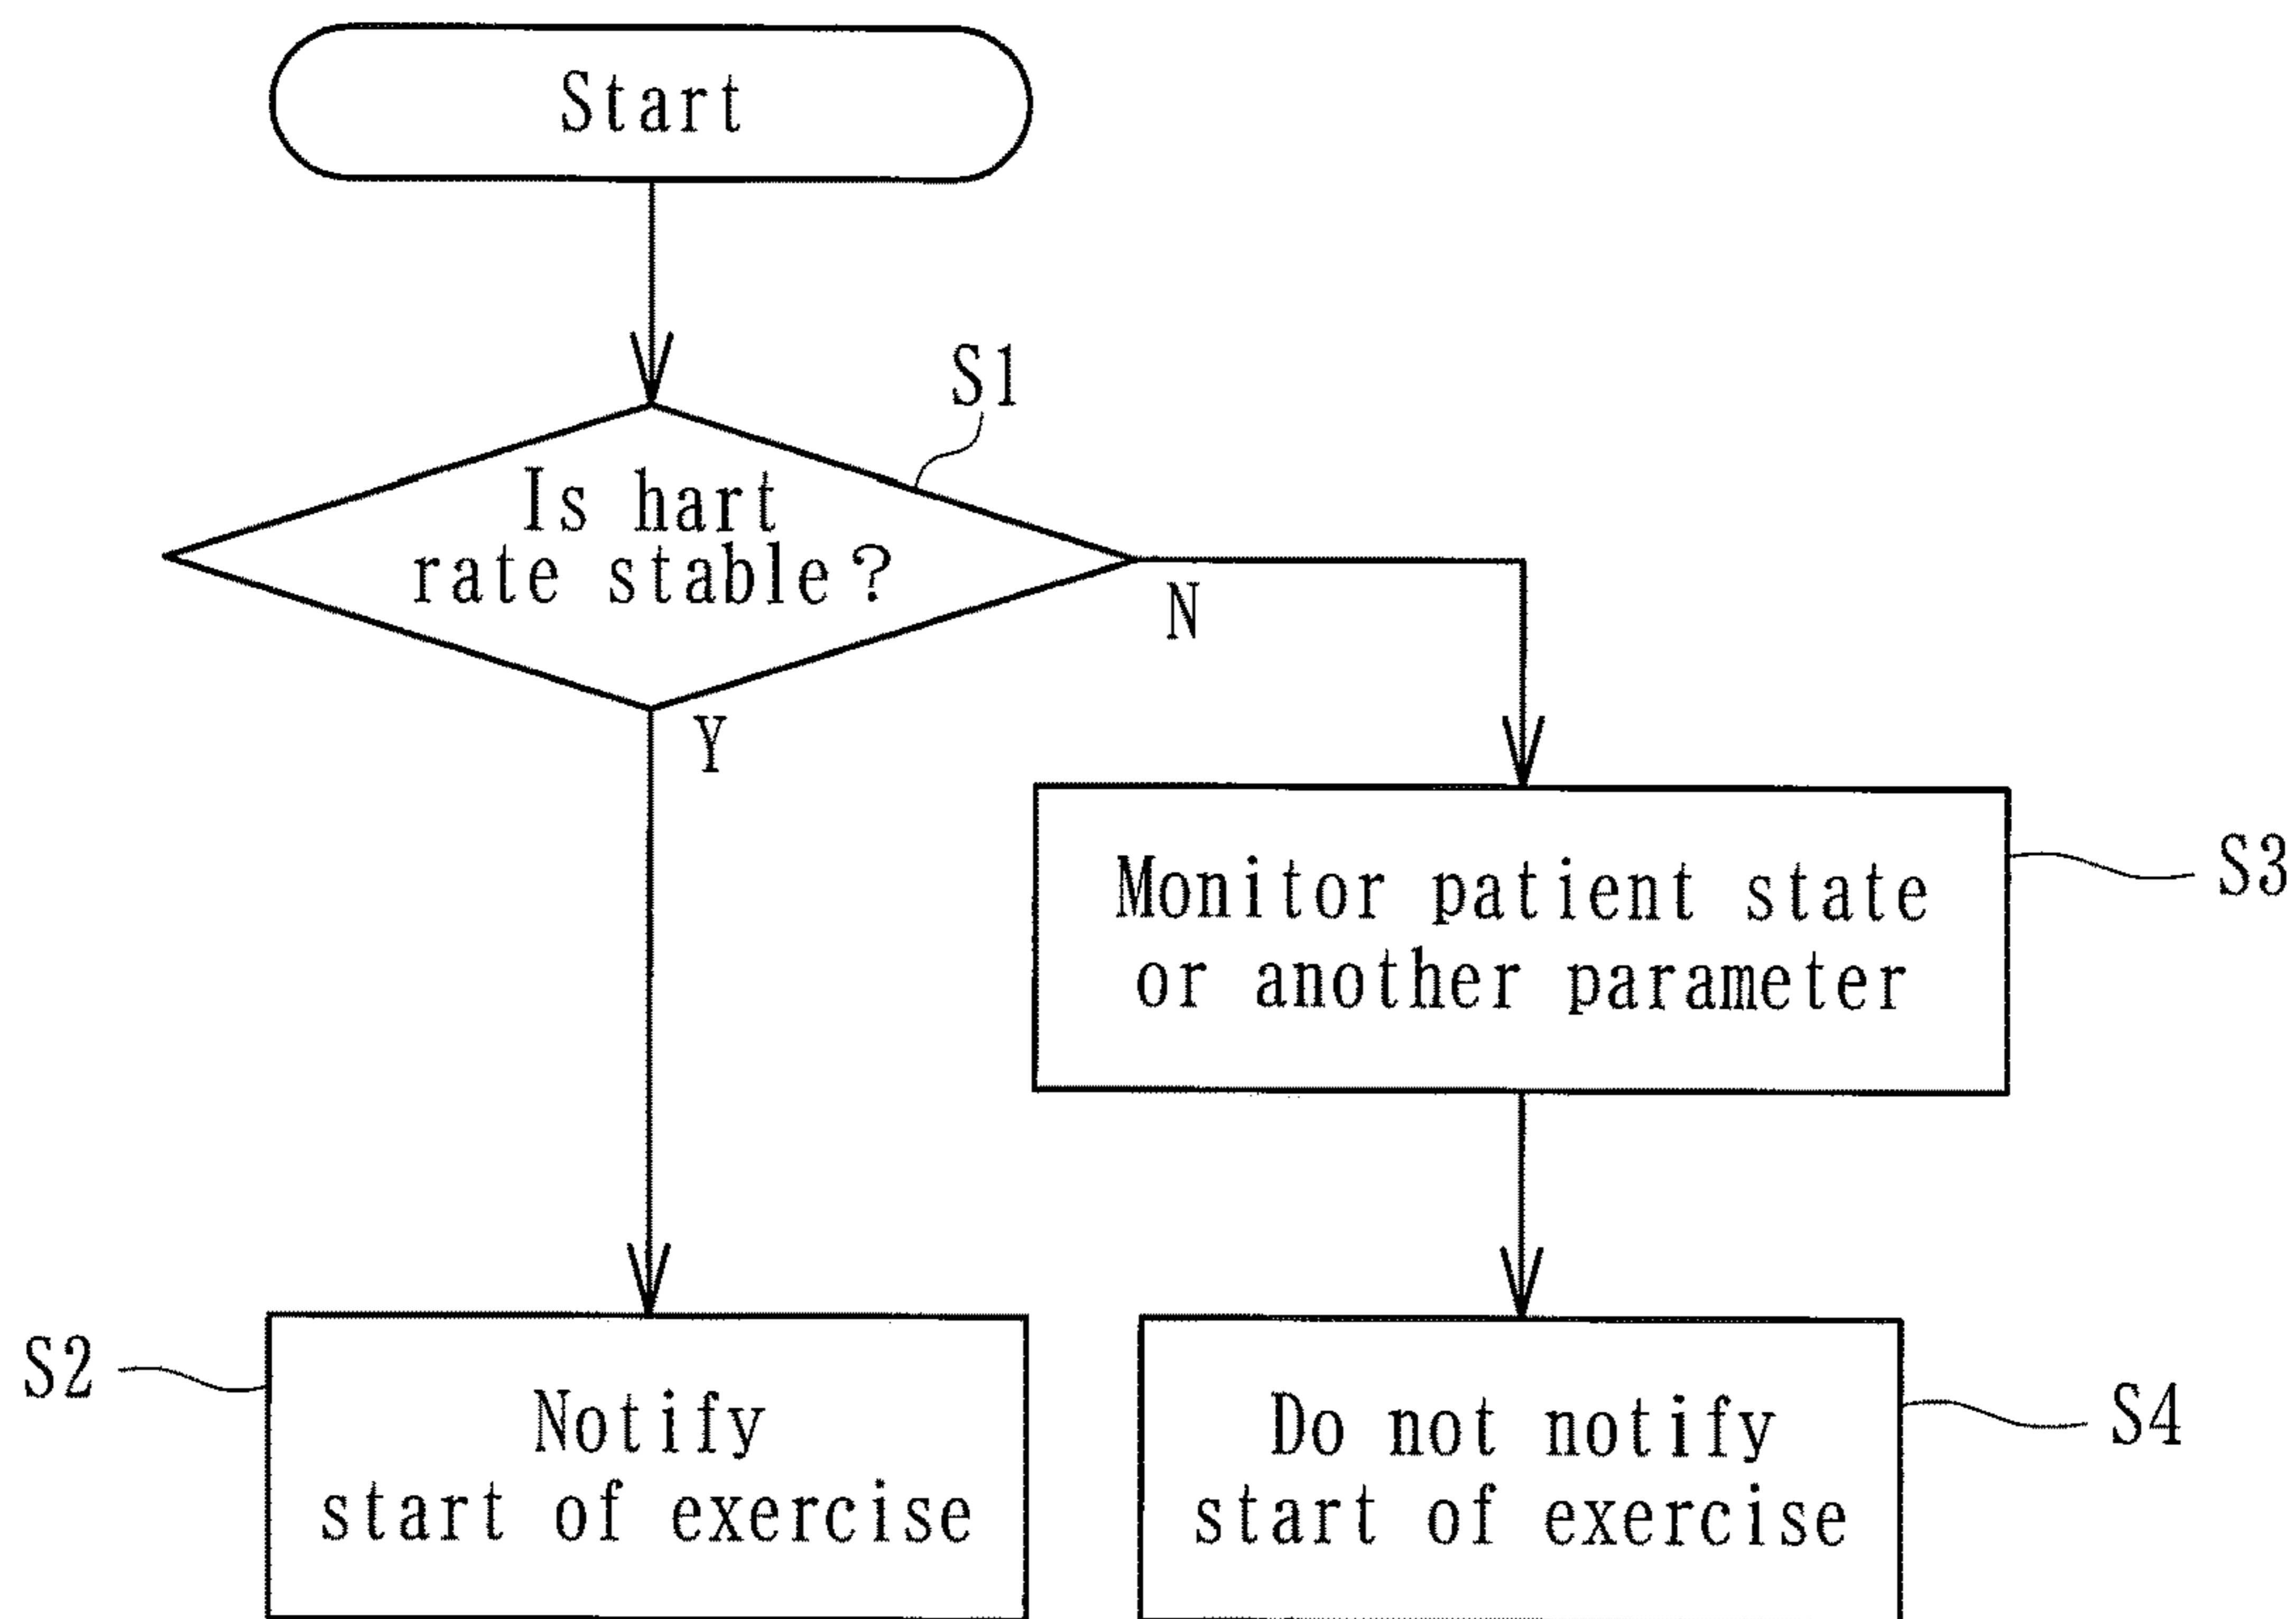 Start
S1
Is hart
rate stable?
N
Y
Monitor patient state
or another parameter
S3
S2
Notify
start of exercise
Do not notify
start of exercise
S4